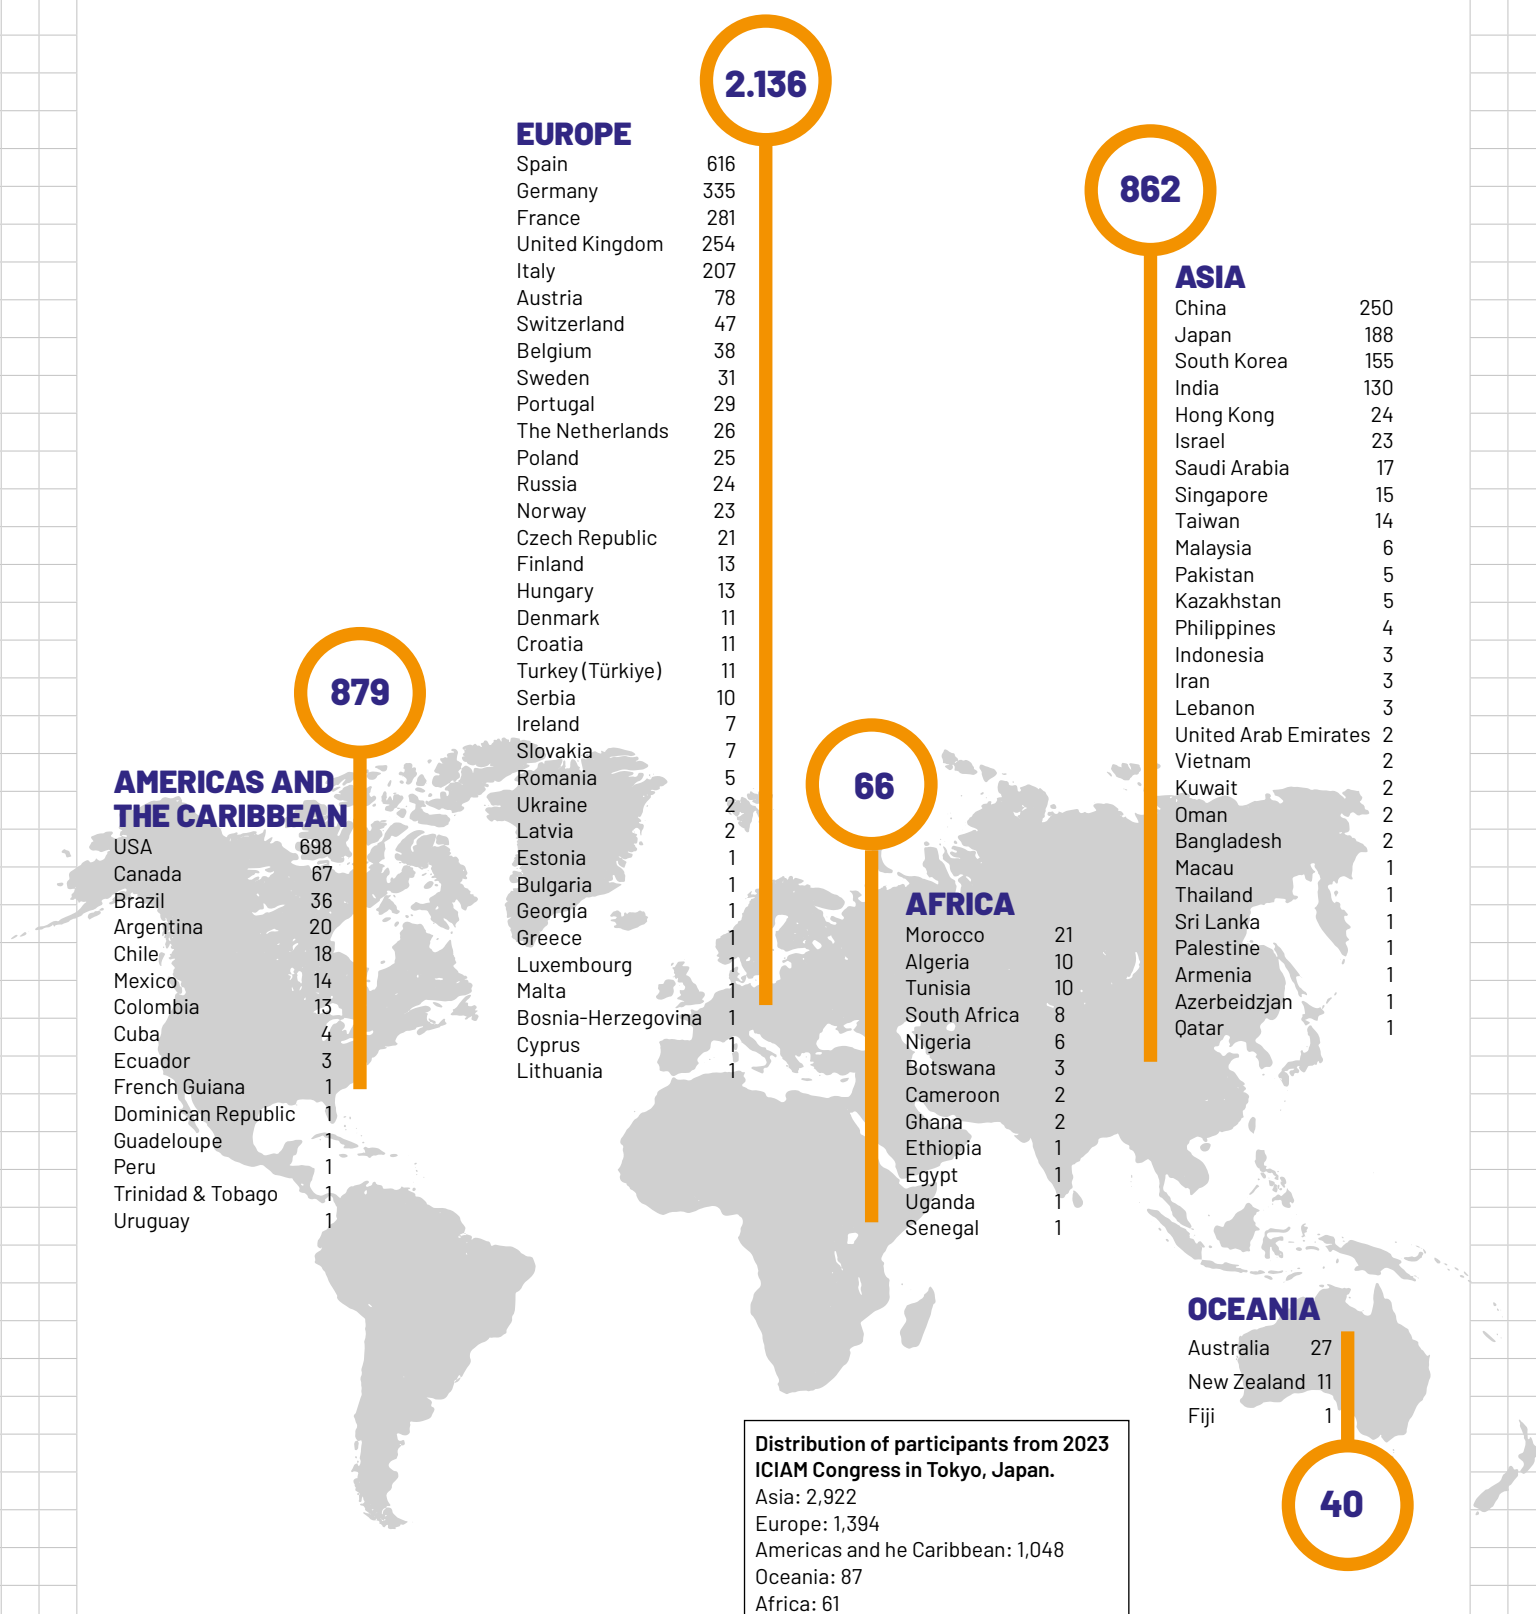 2.136
EUROPE
Spain 616
Germany 335
France 281
United Kingdom 254
Italy 207
Austria 78
Switzerland 47
Belgium 38
Sweden 31
Portugal 29
The Netherlands 26
Poland 25
Russia 24
Norway 23
Czech Republic 21
Finland 13
Hungary 13
Denmark 11
Croatia 11
Turkey (Türkiye) 11
Serbia 10
Ireland 7
Slovakia 7
Romania 5
Ukraine 2
Latvia 2
Estonia 1
Bulgaria 1
Georgia 1
Greece 1
Luxembourg 1
Malta 1
Bosnia-Herzegovina 1
Cyprus 1
Lithuania 1
862
ASIA
China 250
Japan 188
South Korea 155
India 130
Hong Kong 24
Israel 23
Saudi Arabia 17
Singapore 15
Taiwan 14
Malaysia 6
Pakistan 5
Kazakhstan 5
Philippines 4
Indonesia 3
Iran 3
Lebanon 3
United Arab Emirates 2
Vietnam 2
Kuwait 2
Oman 2
Bangladesh 2
Macau 1
Thailand 1
Sri Lanka 1
Palestine 1
Armenia 1
Azerbeidzjan 1
Qatar 1
879
AMERICAS AND
THE CARIBBEAN
USA 698
Canada 67
Brazil 36
Argentina 20
Chile 18
Mexico 14
Colombia 13
Cuba 4
Ecuador 3
French Guiana 1
Dominican Republic 1
Guadeloupe 1
Peru 1
Trinidad & Tobago 1
Uruguay 1
66
AFRICA
Morocco 21
Algeria 10
Tunisia 10
South Africa 8
Nigeria 6
Botswana 3
Cameroon 2
Ghana 2
Ethiopia 1
Egypt 1
Uganda 1
Senegal 1
OCEANIA
Australia 27
New Zealand 11
Fiji 1
40
Distribution of participants from 2023
ICIAM Congress in Tokyo, Japan.
Asia: 2,922
Europe: 1,394
Americas and he Caribbean: 1,048
Oceania: 87
Africa: 61